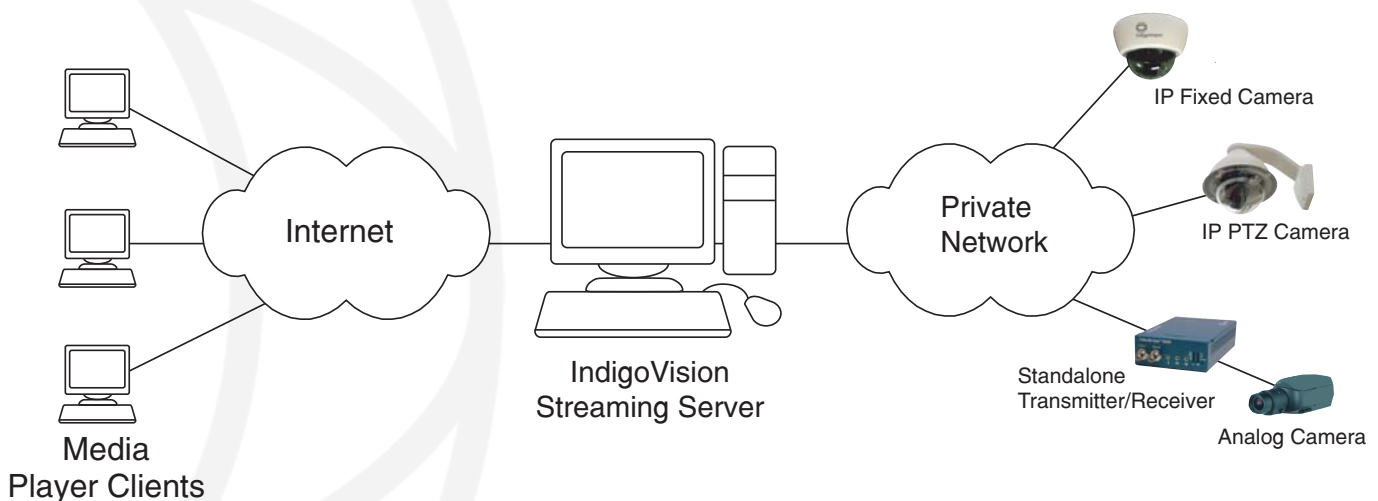 IP Fixed Camera
Internet
Private
Network
IP PTZ Camera
IndigoVision
Streaming Server
Standalone
Transmitter/Receiver
Analog Camera
Media
Player Clients